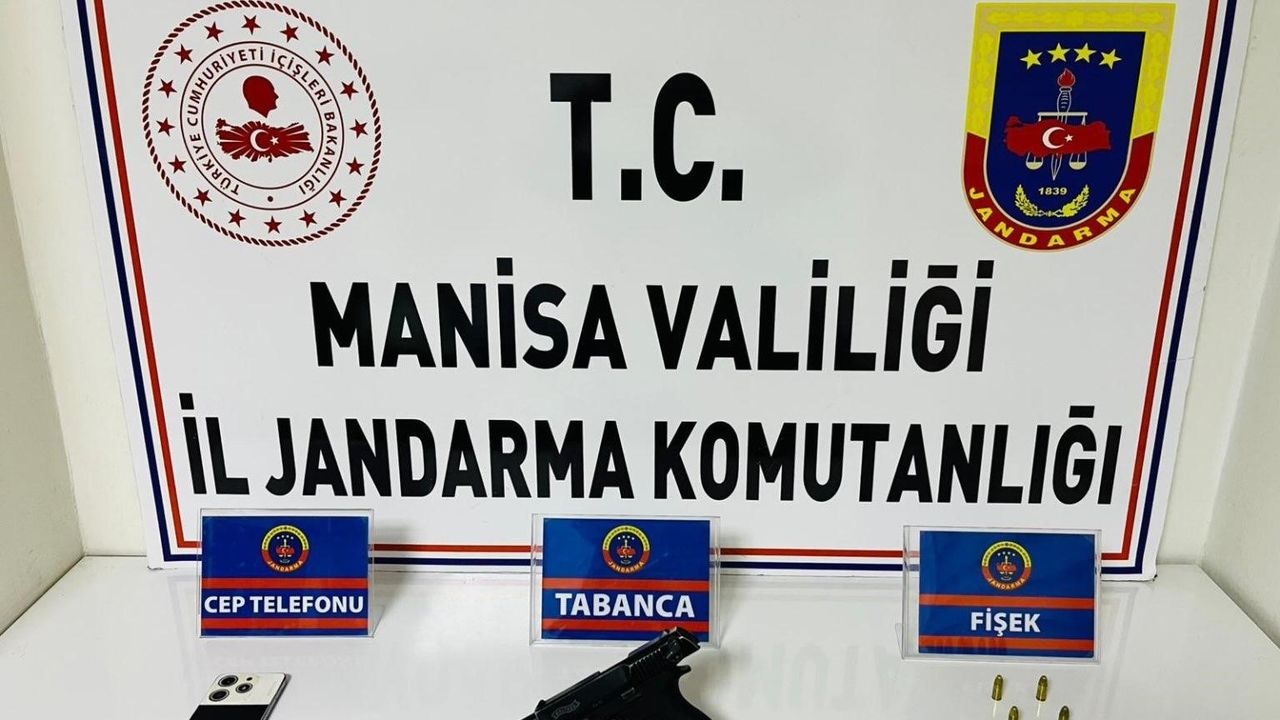 TÜRKİYE CUMHURİYETİ İÇİŞLERİ BAKANLIĞI
T.C.
1839
JANDARMA
MANİSA VALİLİĞİ
İL JANDARMA KOMUTANLIĞI
JANDARMA
CEP TELEFONU
JANDARMA
TABANCA
JANDARMA
FİŞEK